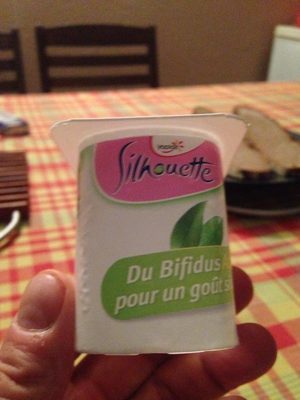 Yoplait
Silhouette
Du Bifidus
pour un goût